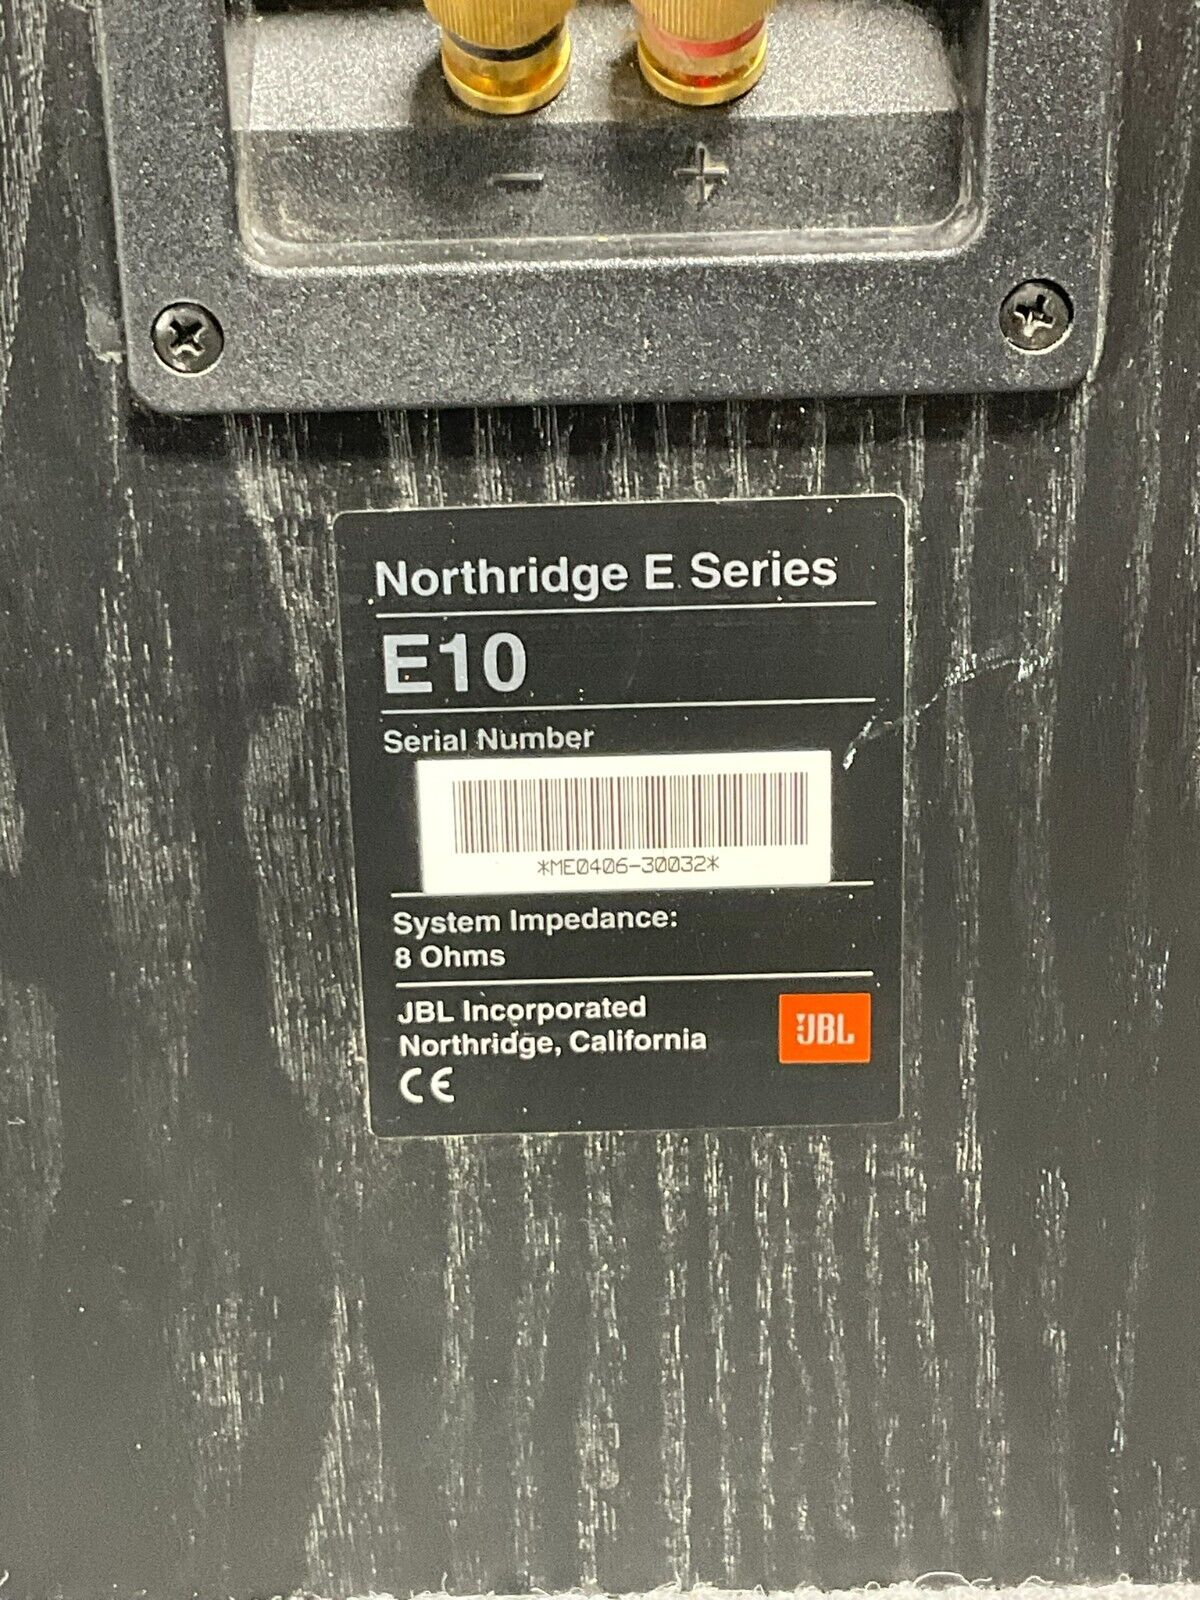 - +
Northridge E Series
E10
Serial Number
*ME0406-30032*
System Impedance:
8 Ohms
JBL Incorporated
Northridge, California
JBL
CE